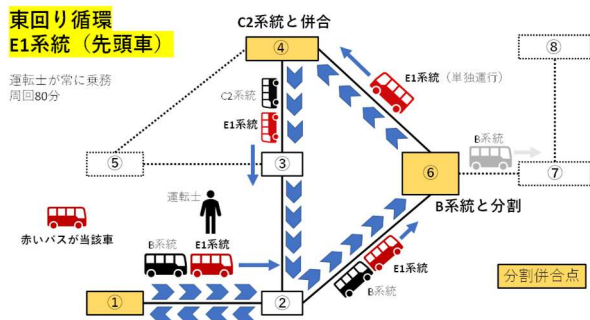 東回り循環
E1系統（先頭車）
運転士が常に乗務
周回80分
C2系統と併合
④
⑧
C2系統
E1系統
E1系統（単独運行）
B系統
⑤
③
⑥
⑦
B系統と分割
運転士
赤いバスが当該車
B系統
E1系統
E1系統
B系統
①
②
分割併合点